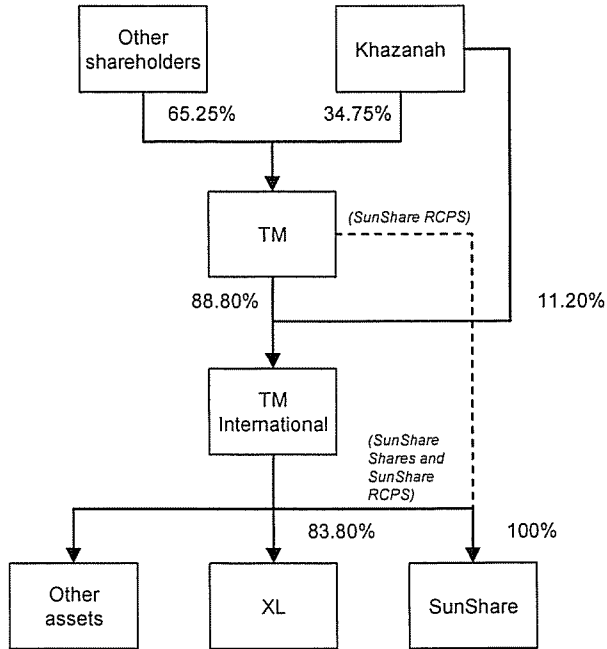 Other
shareholders
Khazanah
65.25%
34.75%
TM
(SunShare RCPS)
88.80%
11.20%
TM
International
(SunShare
Shares and
SunShare
RCPS)
83.80%
100%
Other
assets
XL
SunShare